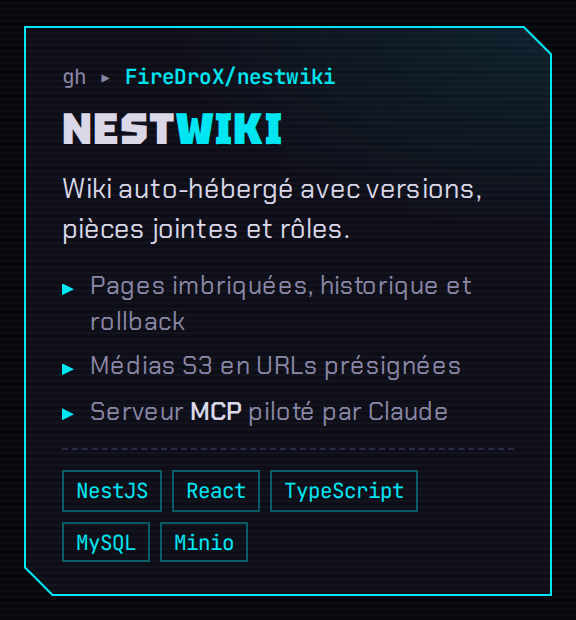 gh ▸ FireDroX/nestwiki
NESTWIKI
Wiki auto-hébergé avec versions,
pièces jointes et rôles.
▸ Pages imbriquées, historique et
rollback
▸ Médias S3 en URLs présignées
▸ Serveur MCP piloté par Claude
NestJS React TypeScript
MySQL Minio